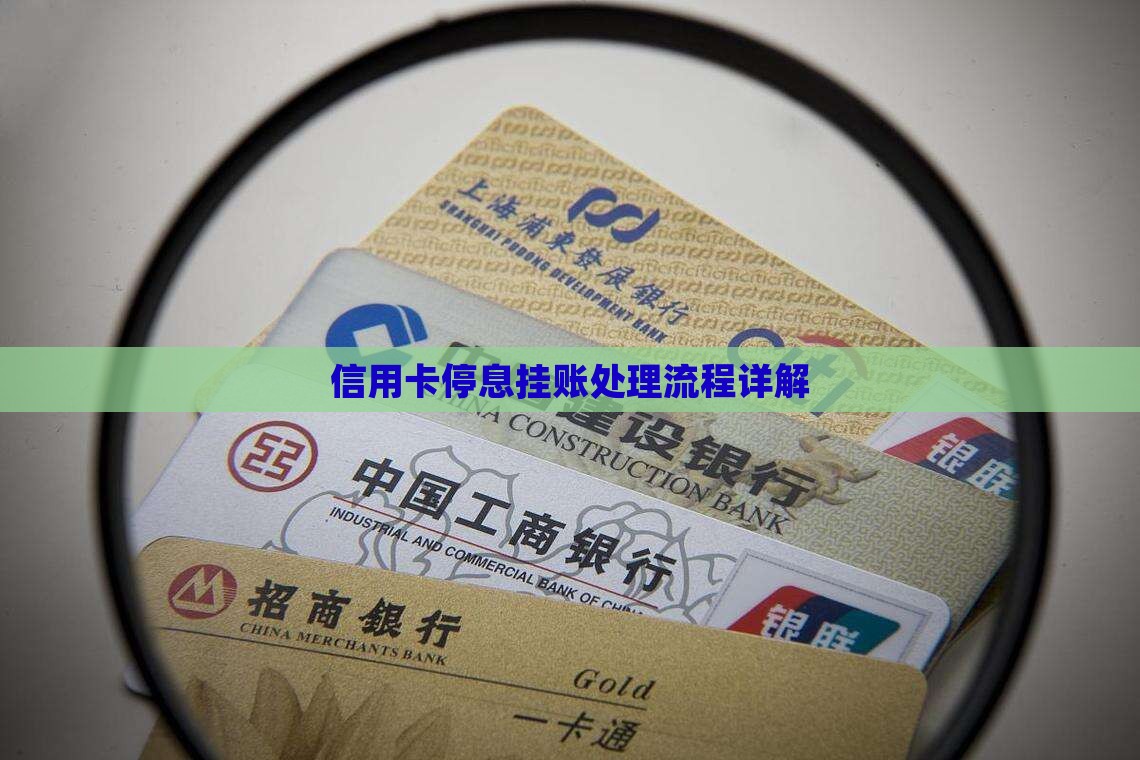 上海浦東發展銀行
SHANGHAI PUDONG DEVELOPMENT BANK
citi
信用卡停息挂账处理流程详解
建设银行
CHINA CONSTRUCTION BANK
银联
中国工商银行
INDUSTRIAL AND COMMERCIAL BANK OF CHINA
银联
招商銀行
CHINA MERCHANTS BANK
Gold
一卡通